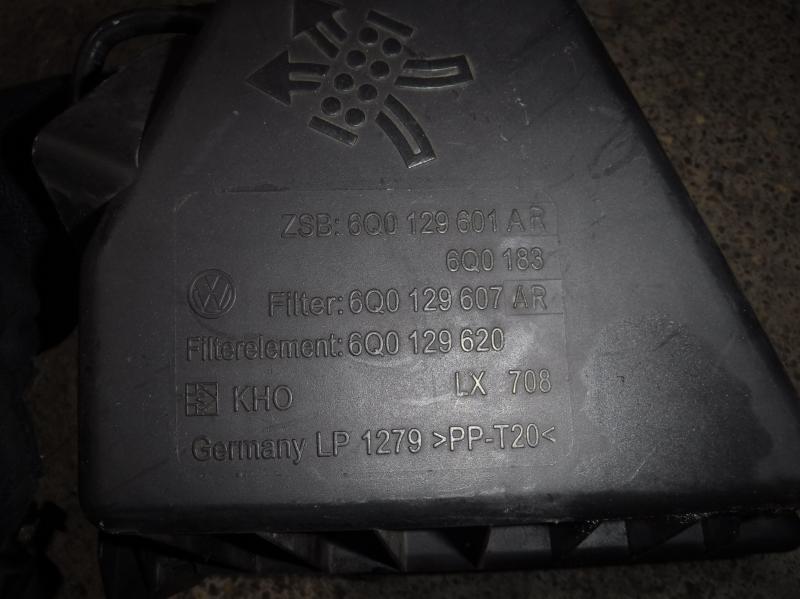 ZSB: 6Q0 129 601 AR
6Q0 183
Filter: 6Q0 129 607 AR
Filterelement: 6Q0 129 620
KHO LX 708
Germany LP 1279 >PP-T20<